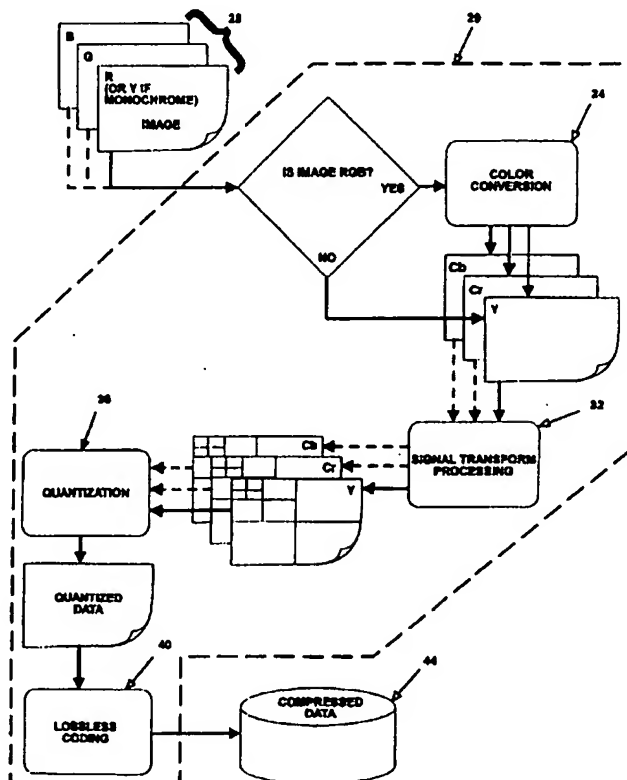 B
G
R
(OR Y IF
MONOCHROME)
IMAGE
29
24
IS IMAGE RGB?
YES
NO
COLOR
CONVERSION
Cb
Cr
Y
32
SIGNAL TRANSFORM
PROCESSING
Cb
Cr
Y
36
QUANTIZATION
QUANTIZED
DATA
40
LOSSLESS
CODING
44
COMPRESSED
DATA